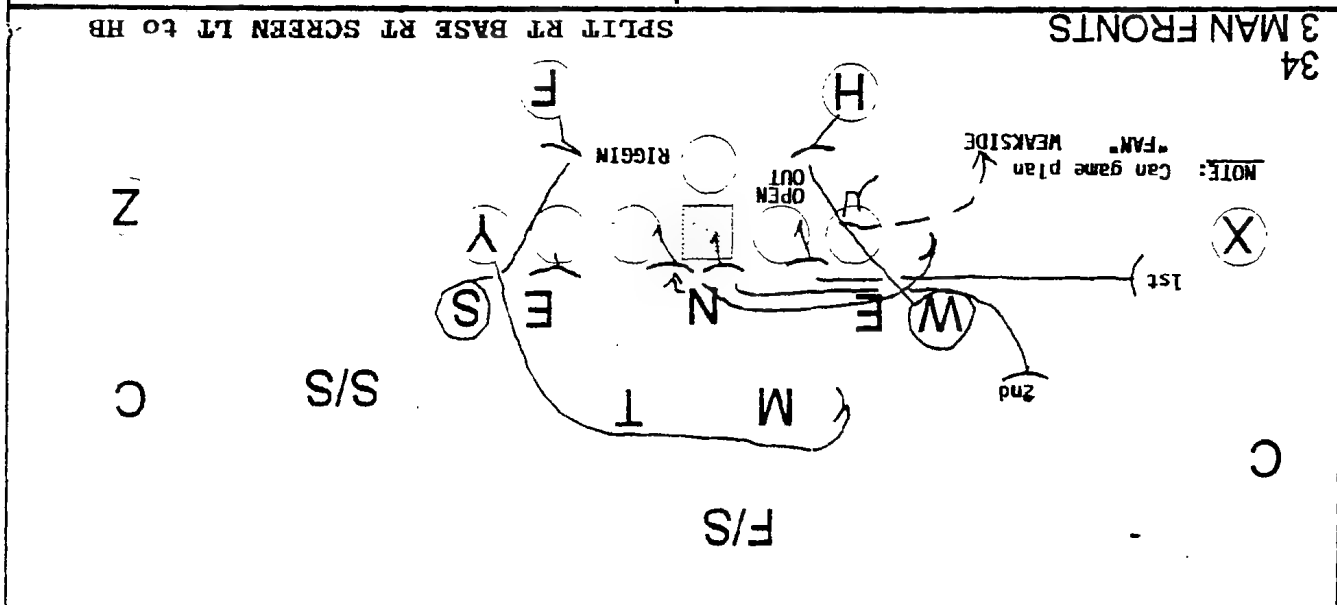 F/S
C
2nd M T S/S C
W E N E S
1st
X Y Z
NOTE: Can game plan
"FAN" WEAKSIDE
OPEN
OUT
RIGGIN
H F
34
3 MAN FRONTS
SPLIT RT BASE RT SCREEN LT to HB